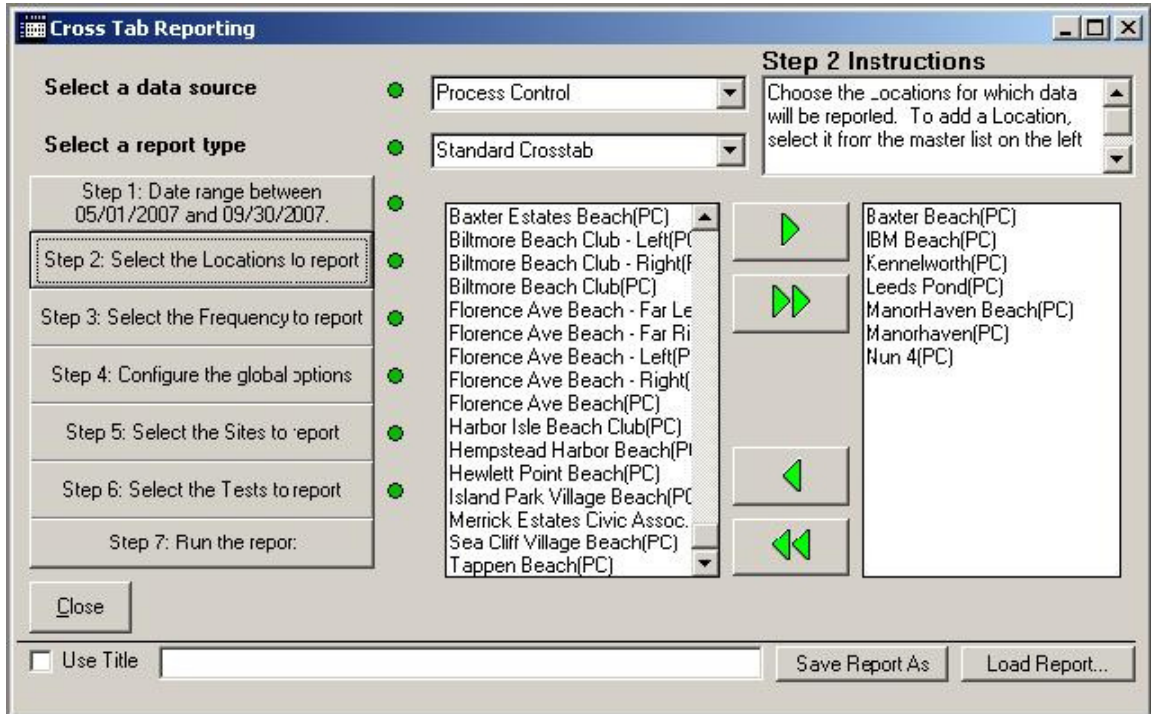 Cross Tab Reporting
Select a data source
Process Control
Step 2 Instructions
Choose the Locations for which data
will be reported. To add a Location,
select it from the master list on the left
Select a report type
Standard Crosstab
Step 1: Date range between
05/01/2007 and 09/30/2007.
Step 2: Select the Locations to report
Step 3: Select the Frequency to report
Step 4: Configure the global options
Step 5: Select the Sites to report
Step 6: Select the Tests to report
Step 7: Run the report
Baxter Estates Beach(PC)
Biltmore Beach Club - Left(P(
Biltmore Beach Club - Right(F
Biltmore Beach Club(PC)
Florence Ave Beach - Far Le
Florence Ave Beach - Far Ri
Florence Ave Beach - Left(P
Florence Ave Beach - Right(
Florence Ave Beach(PC)
Harbor Isle Beach Club(PC)
Hempstead Harbor Beach(P(
Hewlett Point Beach(PC)
Island Park Village Beach(PC
Merrick Estates Civic Assoc.
Sea Cliff Village Beach(PC)
Tappen Beach(PC)
Baxter Beach(PC)
IBM Beach(PC)
Kennelworth(PC)
Leeds Pond(PC)
ManorHaven Beach(PC)
Manorhaven(PC)
Nun 4(PC)
Close
Use Title
Save Report As
Load Report...